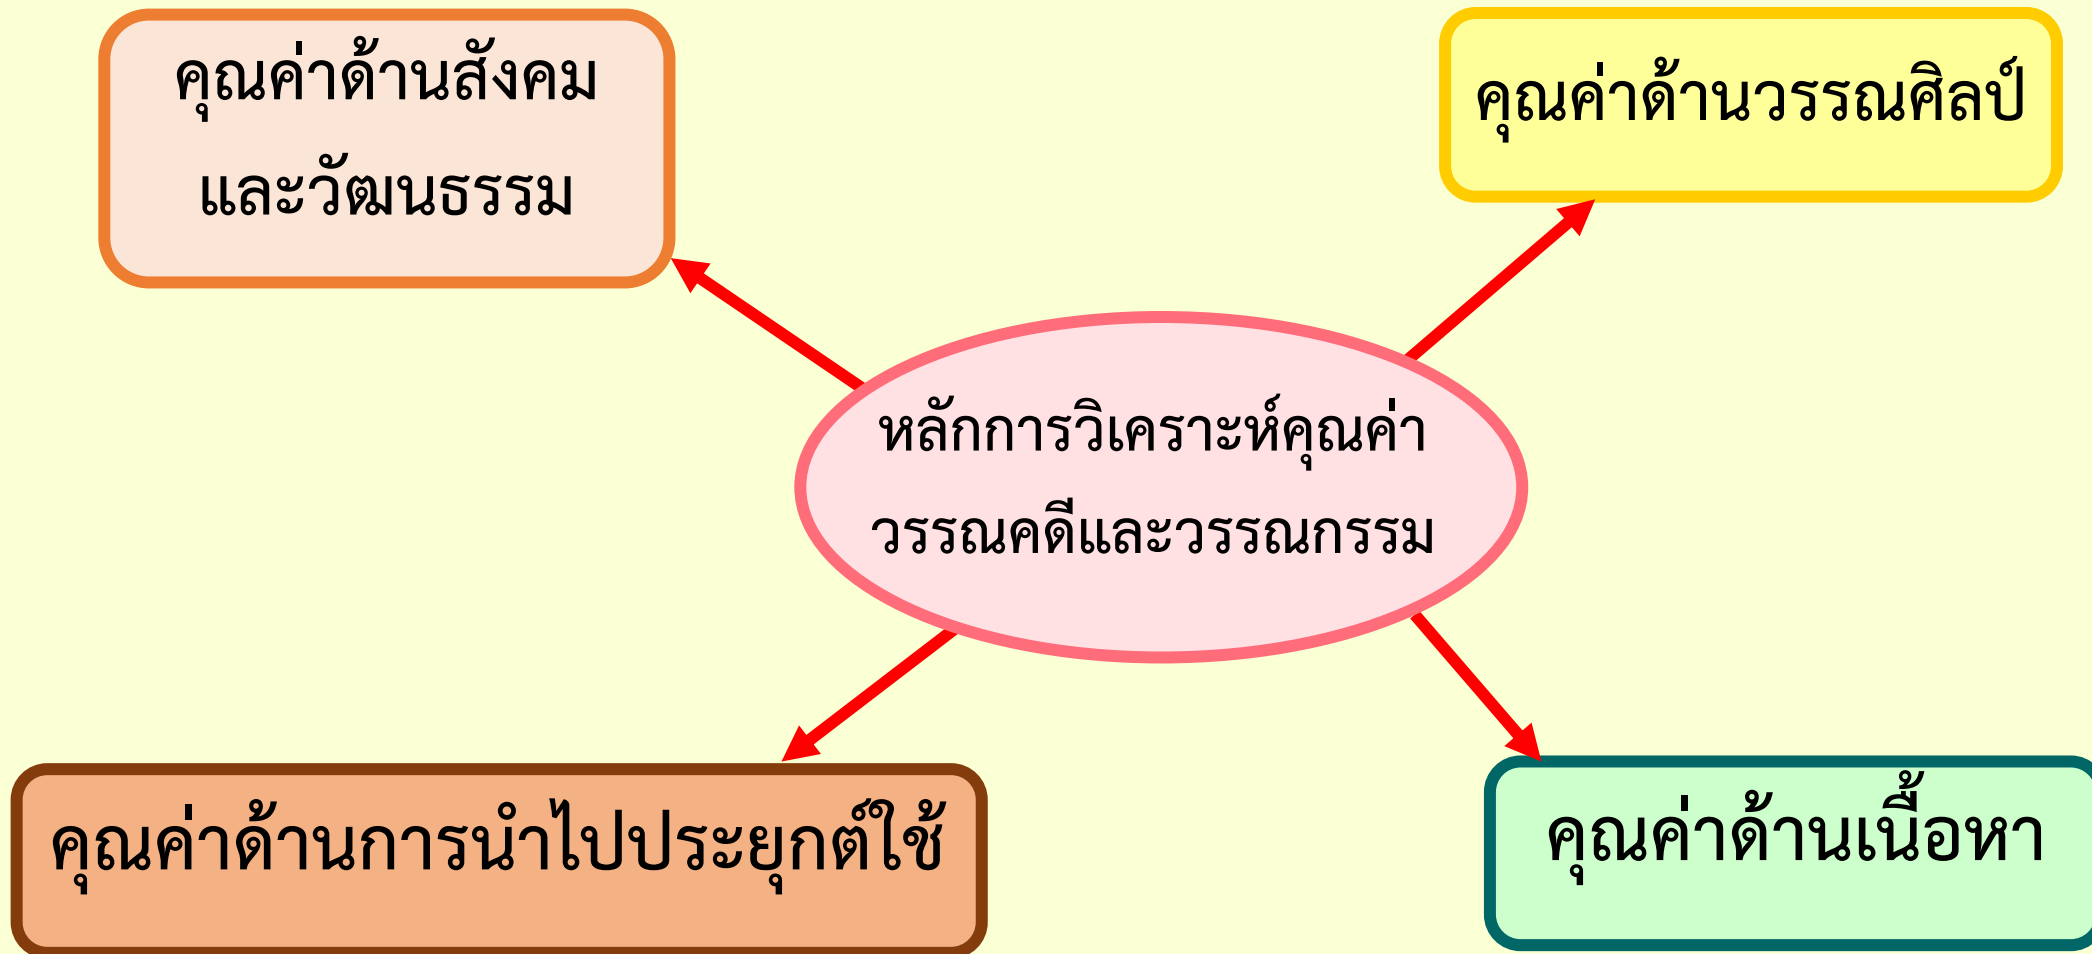 คุณค่าด้านสังคม
และวัฒนธรรม
คุณค่าด้านวรรณศิลป์
หลักการวิเคราะห์คุณค่า
วรรณคดีและวรรณกรรม
คุณค่าด้านการนำไปประยุกต์ใช้
คุณค่าด้านเนื้อหา